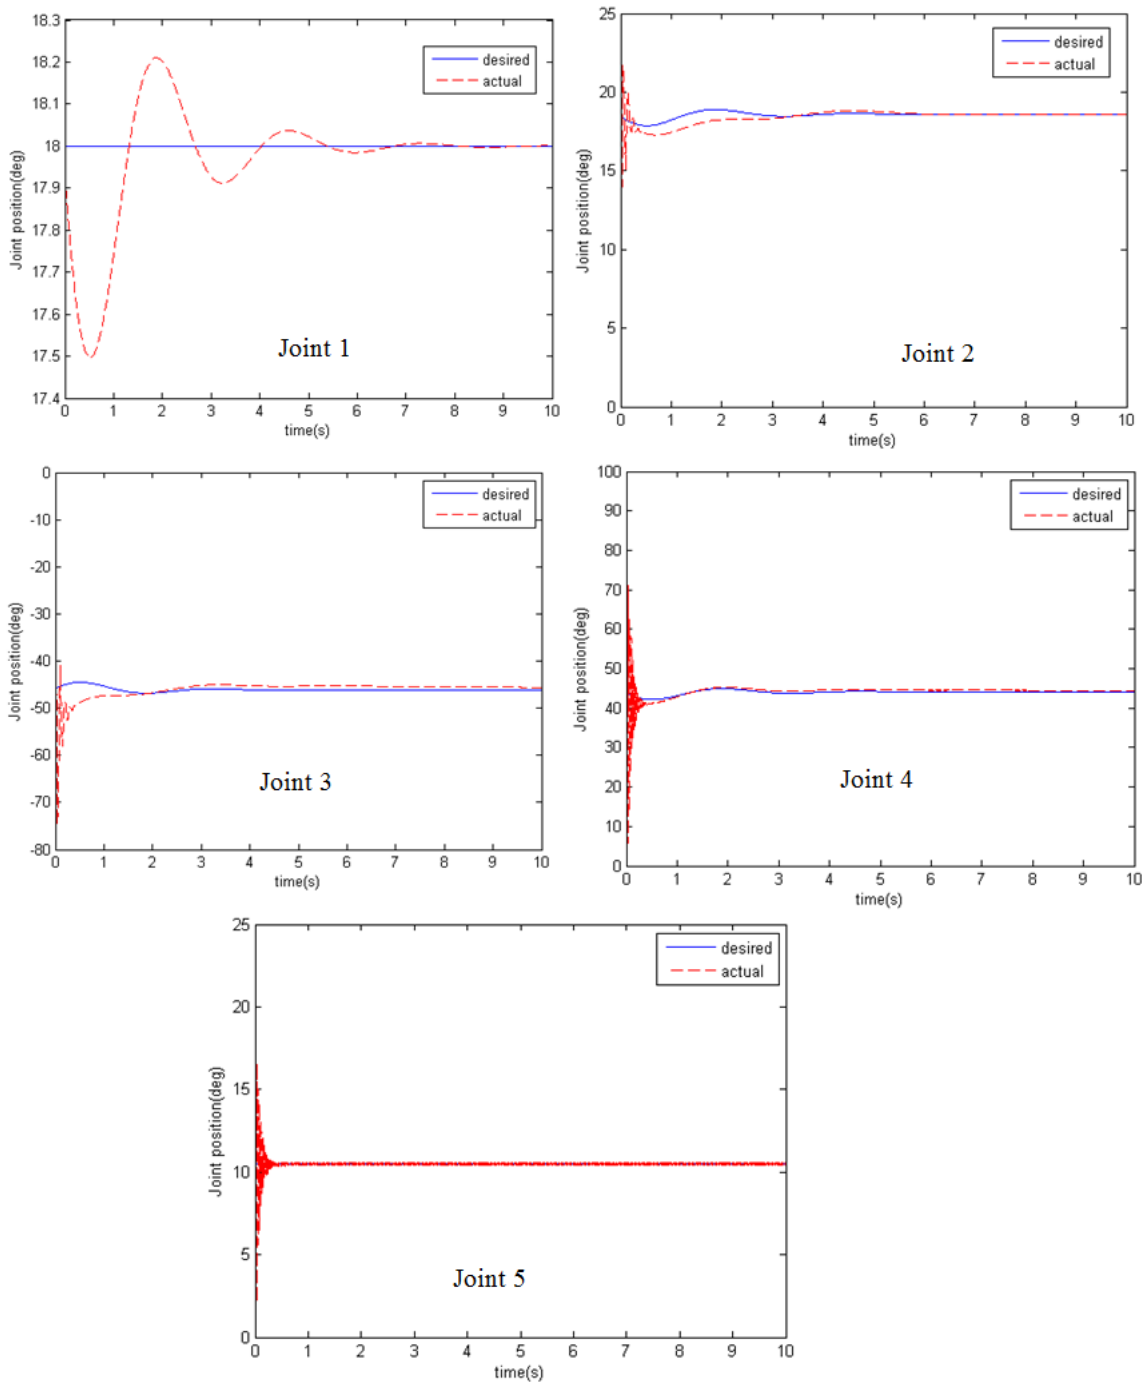 18.3
18.2
18.1
18
17.9
17.8
17.7
17.6
17.5
17.4
Joint position(deg)
desired
actual
Joint 1
0 1 2 3 4 5 6 7 8 9 10
time(s)
25
20
15
10
5
0
Joint position(deg)
desired
actual
Joint 2
0 1 2 3 4 5 6 7 8 9 10
time(s)
0
-10
-20
-30
-40
-50
-60
-70
-80
Joint position(deg)
desired
actual
Joint 3
0 1 2 3 4 5 6 7 8 9 10
time(s)
100
90
80
70
60
50
40
30
20
10
0
Joint position(deg)
desired
actual
Joint 4
0 1 2 3 4 5 6 7 8 9 10
time(s)
25
20
15
10
5
0
Joint position(deg)
desired
actual
Joint 5
0 1 2 3 4 5 6 7 8 9 10
time(s)